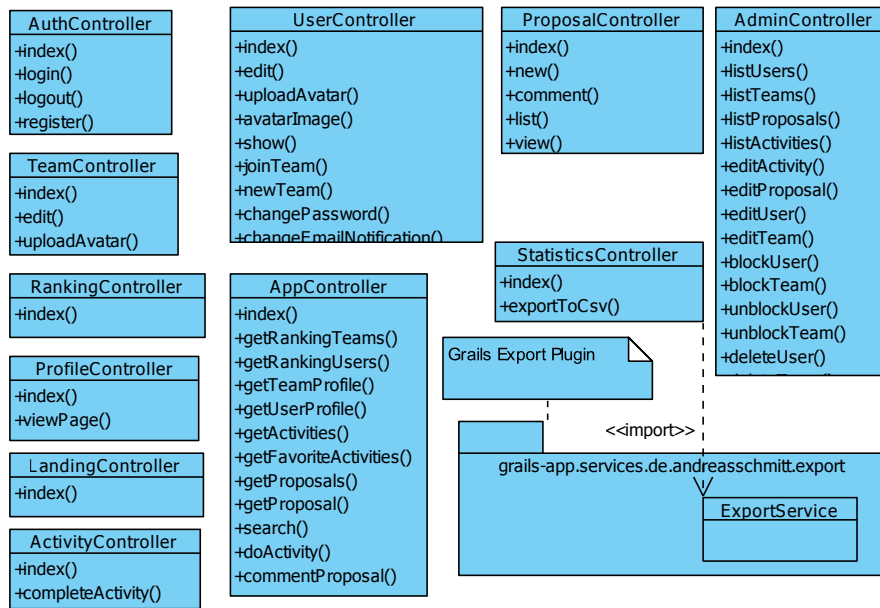 AuthController
+index()
+login()
+logout()
+register()
TeamController
+index()
+edit()
+uploadAvatar()
RankingController
+index()
ProfileController
+index()
+viewPage()
LandingController
+index()
ActivityController
+index()
+completeActivity()
UserController
+index()
+edit()
+uploadAvatar()
+avatarImage()
+show()
+joinTeam()
+newTeam()
+changePassword()
+changeEmailNotification()
AppController
+index()
+getRankingTeams()
+getRankingUsers()
+getTeamProfile()
+getUserProfile()
+getActivities()
+getFavoriteActivities()
+getProposals()
+getProposal()
+search()
+doActivity()
+commentProposal()
ProposalController
+index()
+new()
+comment()
+list()
+view()
StatisticsController
+index()
+exportToCsv()
Grails Export Plugin
<<import>>
grails-app.services.de.andreasschmitt.export
ExportService
AdminController
+index()
+listUsers()
+listTeams()
+listProposals()
+listActivities()
+editActivity()
+editProposal()
+editUser()
+editTeam()
+blockUser()
+blockTeam()
+unblockUser()
+unblockTeam()
+deleteUser()